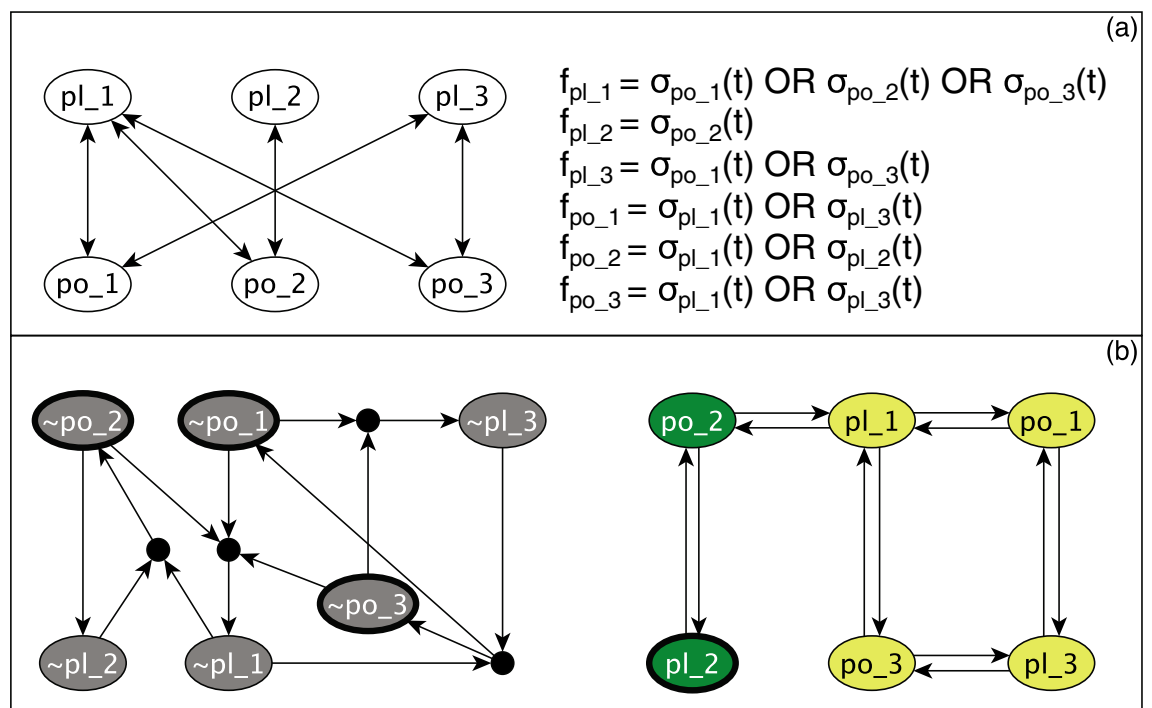 (a)
pl_1 pl_2 pl_3
po_1 po_2 po_3
f_pl_1 = σ_po_1(t) OR σ_po_2(t) OR σ_po_3(t)
f_pl_2 = σ_po_2(t)
f_pl_3 = σ_po_1(t) OR σ_po_3(t)
f_po_1 = σ_pl_1(t) OR σ_pl_3(t)
f_po_2 = σ_pl_1(t) OR σ_pl_2(t)
f_po_3 = σ_pl_1(t) OR σ_pl_3(t)
(b)
~po_2 ~po_1 ~pl_3
~po_3
~pl_2 ~pl_1
po_2 pl_1 po_1
pl_2 po_3 pl_3